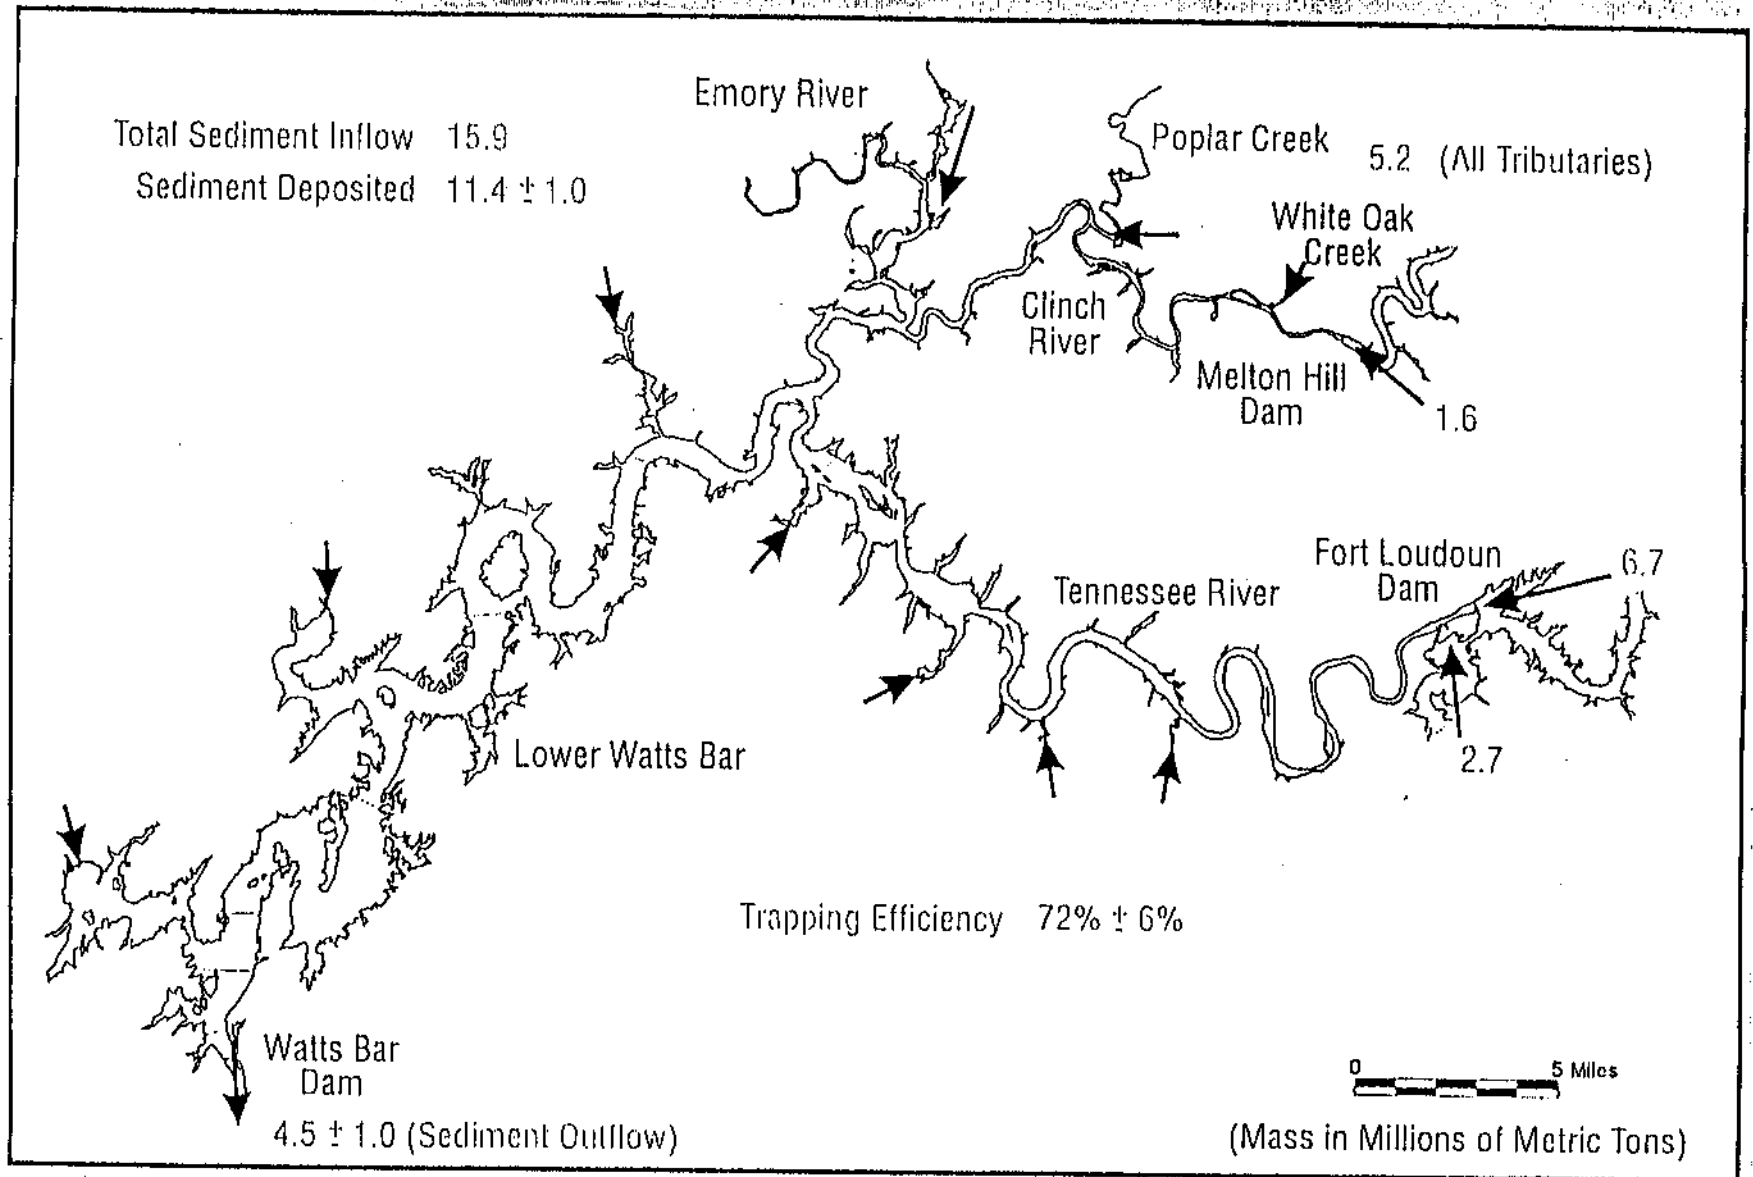 Emory River
Total Sediment Inflow 15.9
Sediment Deposited 11.4 ± 1.0
Poplar Creek
5.2 (All Tributaries)
White Oak
Creek
Clinch
River
Melton Hill
Dam
1.6
Fort Loudoun
Dam
6.7
Tennessee River
2.7
Lower Watts Bar
Trapping Efficiency 72% ± 6%
Watts Bar
Dam
4.5 ± 1.0 (Sediment Outflow)
0 5 Miles
(Mass in Millions of Metric Tons)